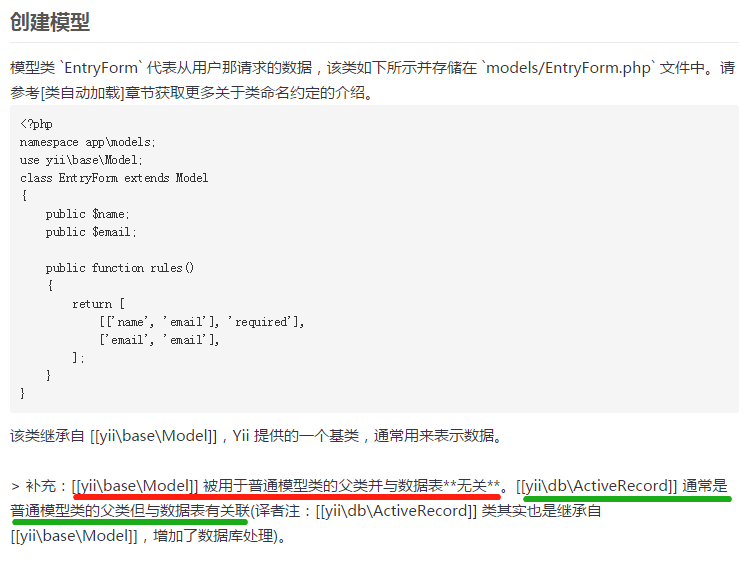 创建模型
模型类 `EntryForm` 代表从用户那请求的数据，该类如下所示并存储在 `models/EntryForm.php` 文件中。请
参考[类自动加载]章节获取更多关于类命名约定的介绍。
<?php
namespace app\models;
use yii\base\Model;
class EntryForm extends Model
{
    public $name;
    public $email;
    public function rules()
    {
        return [
            [['name', 'email'], 'required'],
            ['email', 'email'],
        ];
    }
}
该类继承自 [[yii\base\Model]]，Yii 提供的一个基类，通常用来表示数据。
> 补充：[[yii\base\Model]] 被用于普通模型类的父类并与数据表**无关**。[[yii\db\ActiveRecord]] 通常是
普通模型类的父类但与数据表有关联(译者注：[[yii\db\ActiveRecord]] 类其实也是继承自
[[yii\base\Model]]，增加了数据库处理)。